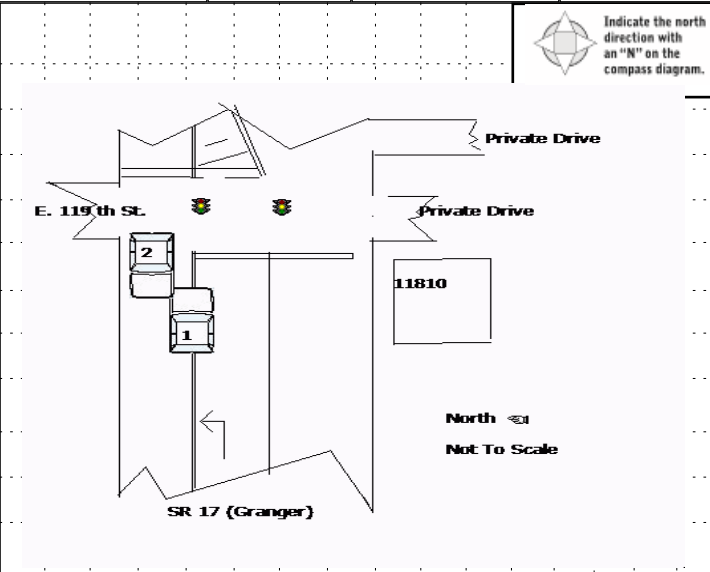 Indicate the north
direction with
an “N” on the
compass diagram.
Private Drive
E. 119 th St.
Private Drive
2
11810
1
North
Not To Scale
SR 17 (Granger)